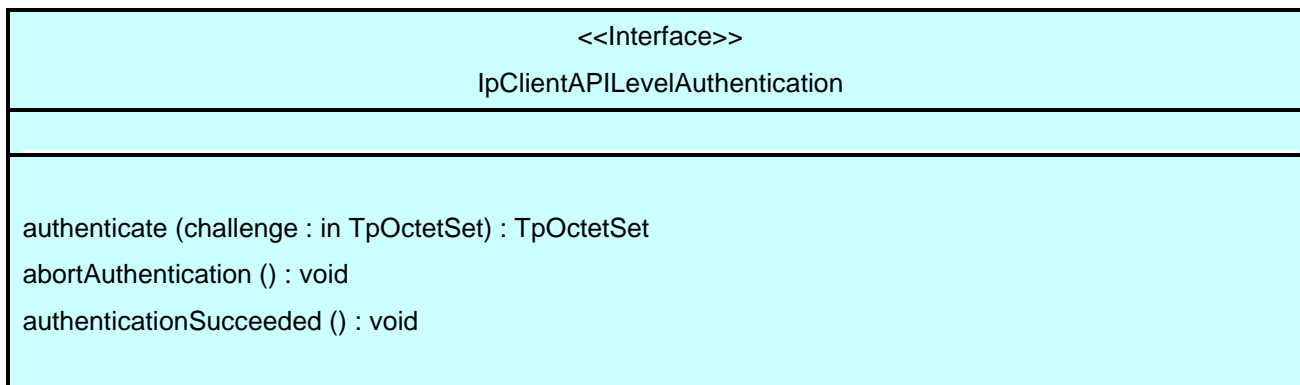 <<Interface>>
IpClientAPILevelAuthentication
authenticate (challenge : in TpOctetSet) : TpOctetSet
abortAuthentication () : void
authenticationSucceeded () : void